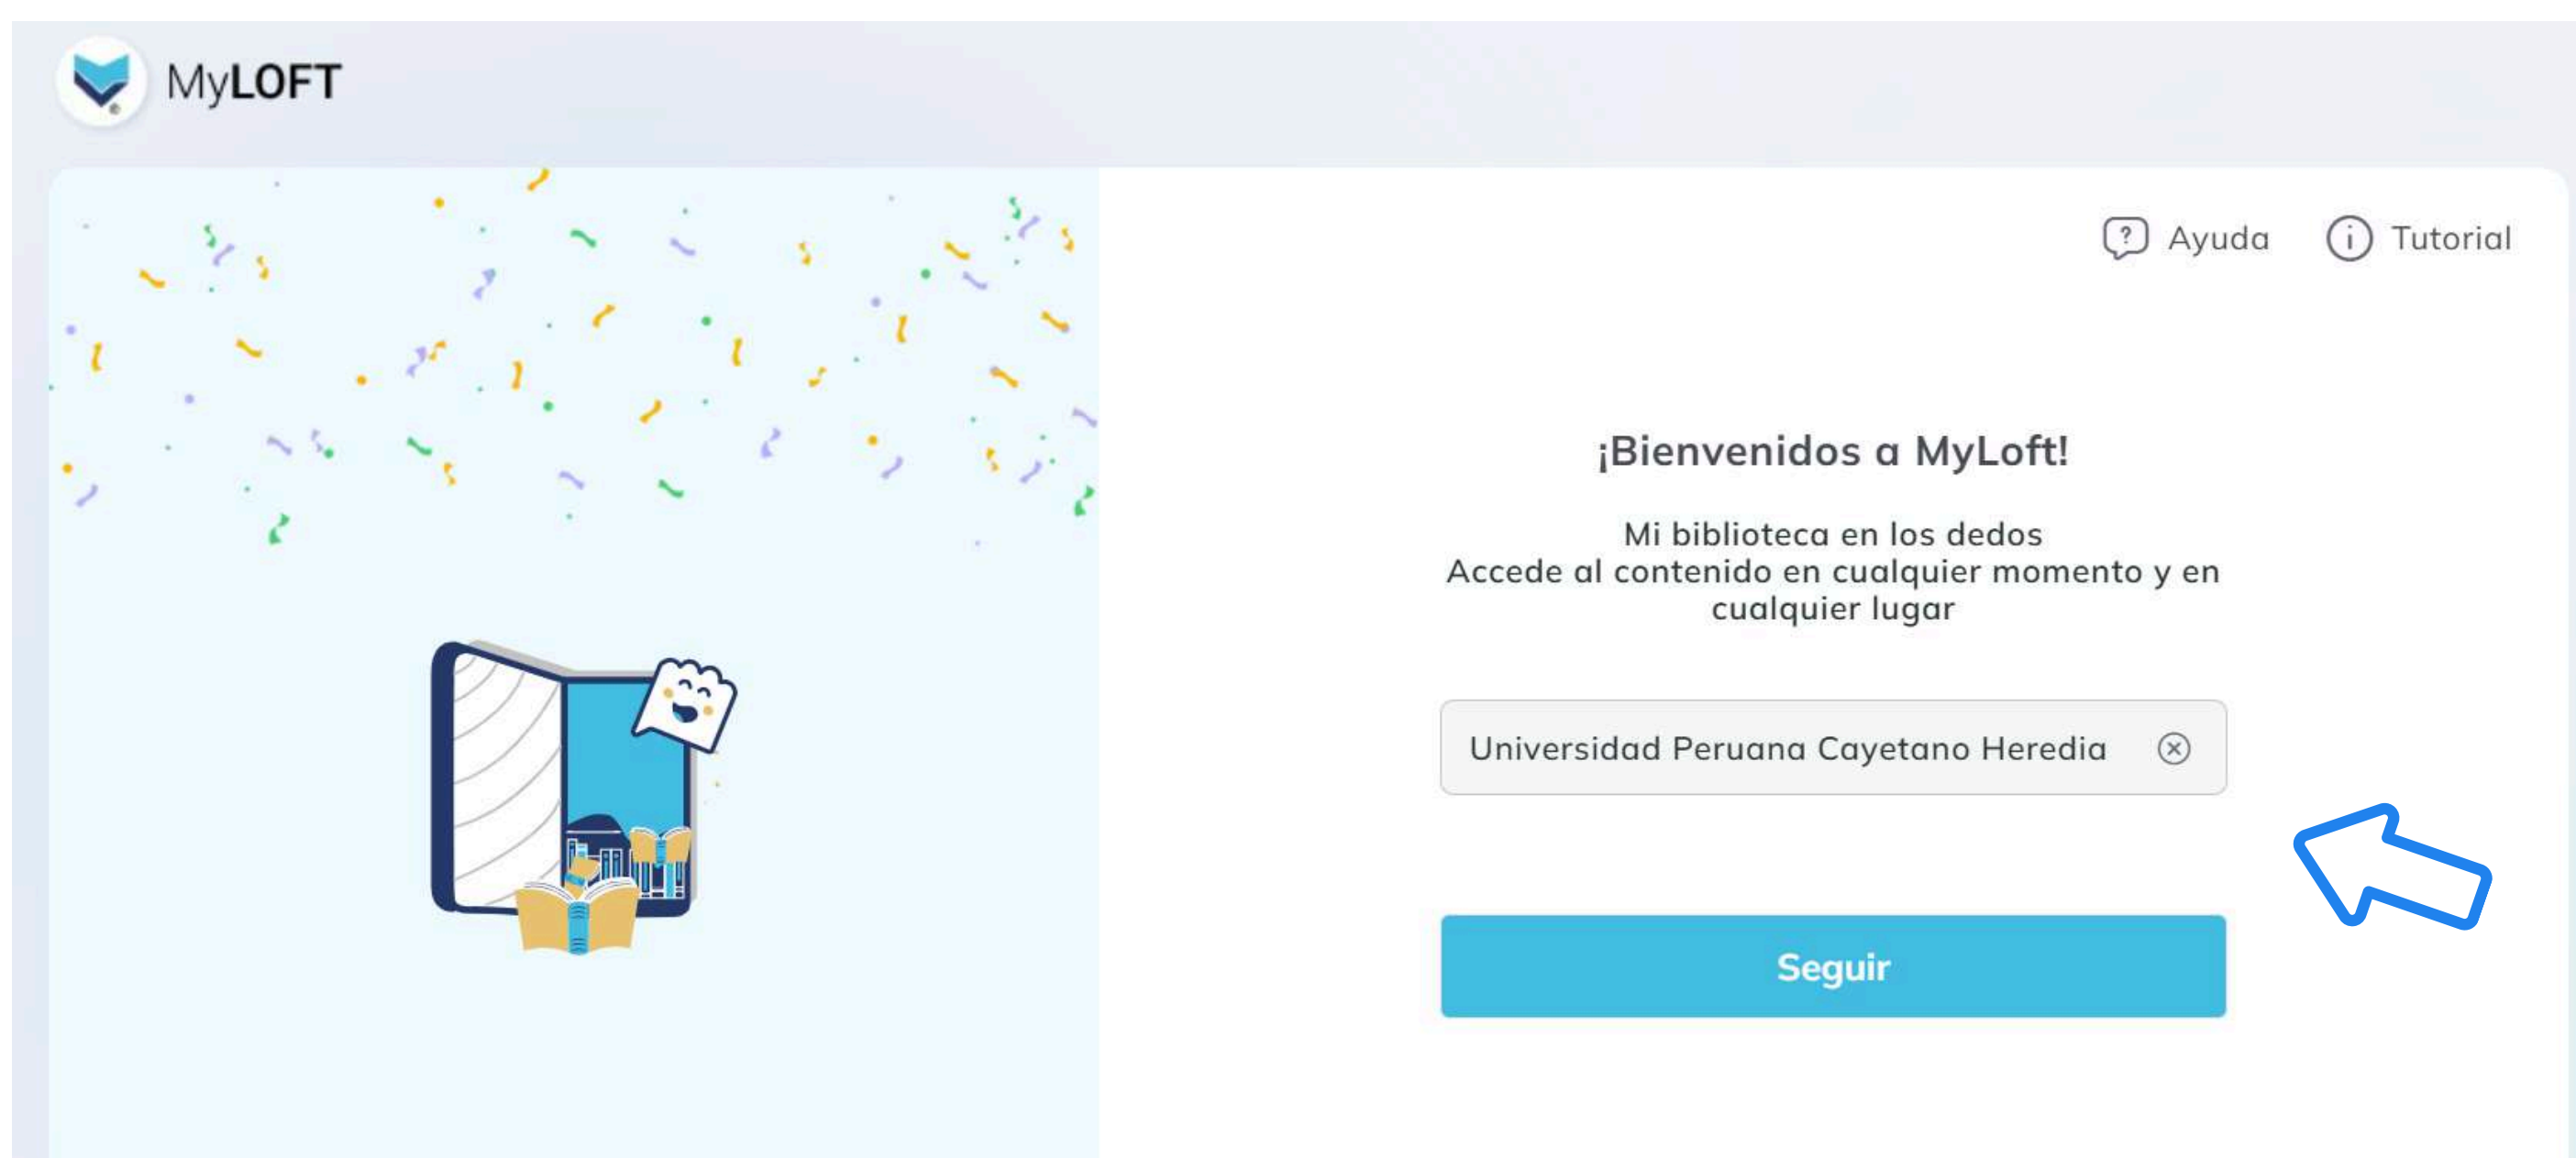 MyLOFT
Ayuda
Tutorial
¡Bienvenidos a MyLoft!
Mi biblioteca en los dedos
Accede al contenido en cualquier momento y en
cualquier lugar
Universidad Peruana Cayetano Heredia
Seguir